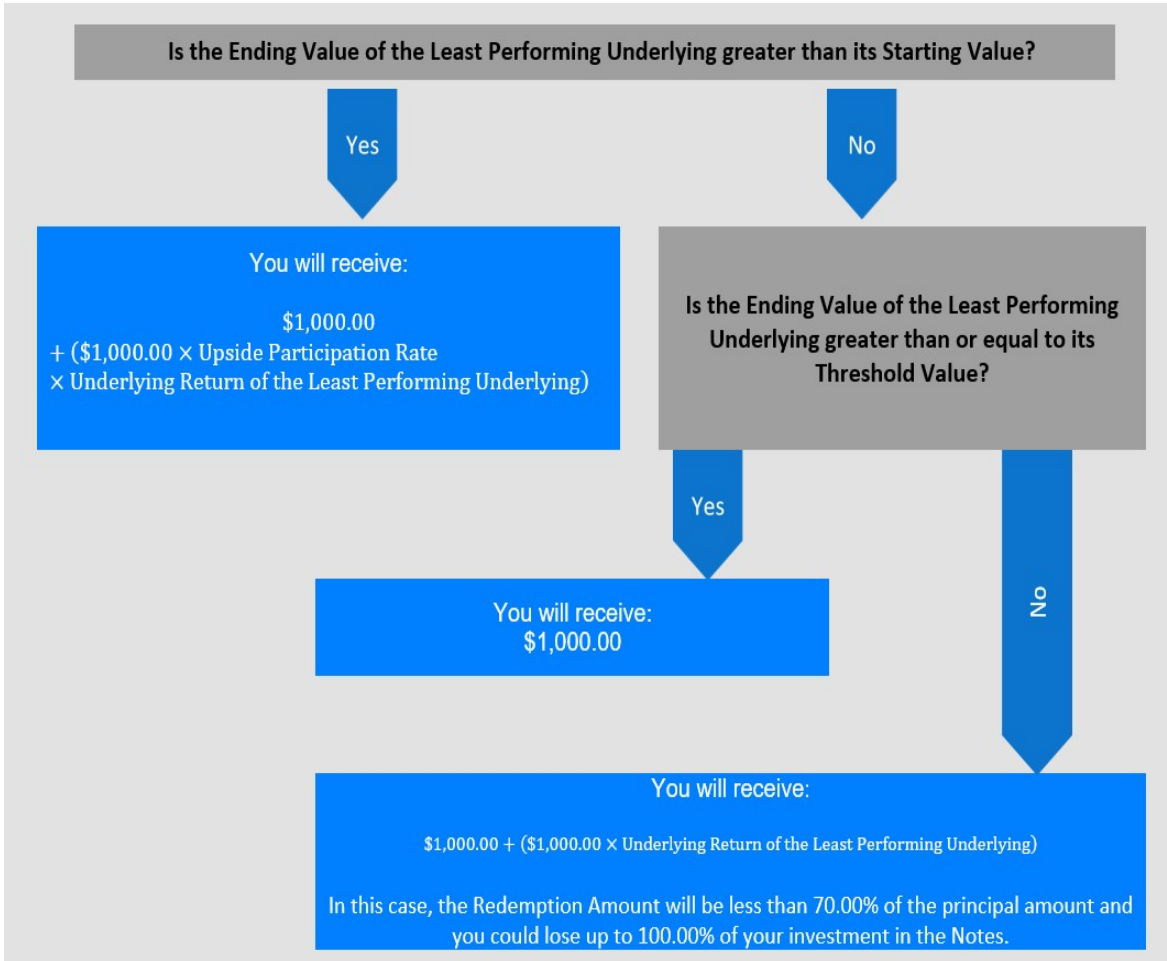 Is the Ending Value of the Least Performing Underlying greater than its Starting Value?
Yes
No
You will receive:
$1,000.00
+ ($1,000.00 × Upside Participation Rate
× Underlying Return of the Least Performing Underlying)
Is the Ending Value of the Least Performing
Underlying greater than or equal to its
Threshold Value?
Yes
No
You will receive:
$1,000.00
You will receive:
$1,000.00 + ($1,000.00 × Underlying Return of the Least Performing Underlying)
In this case, the Redemption Amount will be less than 70.00% of the principal amount and
you could lose up to 100.00% of your investment in the Notes.